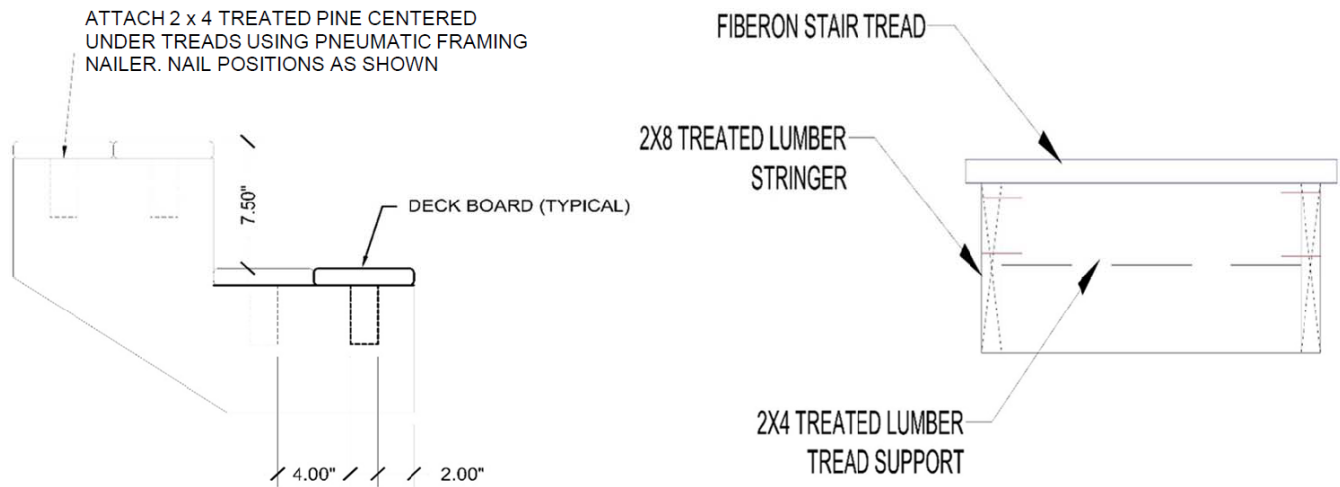 ATTACH 2 x 4 TREATED PINE CENTERED
UNDER TREADS USING PNEUMATIC FRAMING
NAILER. NAIL POSITIONS AS SHOWN
7.50"
DECK BOARD (TYPICAL)
4.00"
2.00"
FIBERON STAIR TREAD
2X8 TREATED LUMBER
STRINGER
2X4 TREATED LUMBER
TREAD SUPPORT